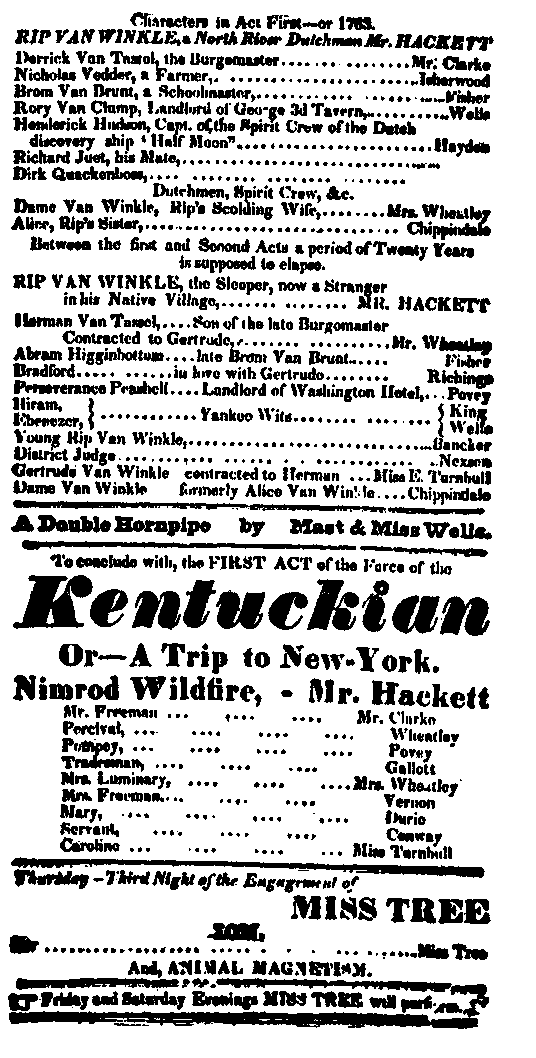 Characters in Act First—or 1763.
RIP VAN WINKLE, a North River Dutchman Mr. HACKETT
Derrick Van Tassel, the Burgomaster.............. Mr. Clarke
Nicholas Vedder, a Farmer,.. .................. Isherwood
Brom Van Brunt, a Schoolmaster,.................. Fisher
Rory Van Clump, Landlord of George 3d Tavern,.......... Wells
Hendrick Hudson, Capt. of the Spirit Crew of the Dutch
discovery ship "Half Moon".................... Hayden
Richard Juet, his Mate,..........................
Dirk Quackenboss,.... .... ....... ........
Dutchmen, Spirit Crew, &c.
Dame Van Winkle, Rip's Scolding Wife,........Mrs. Wheatley
Alice, Rip's Sister,.......................... Chippindale
Between the first and Second Acts a period of Twenty Years
is supposed to elapse.
RIP VAN WINKLE, the Sleeper, now a Stranger
in his Native Village,....... ........ MR. HACKETT
Herman Van Tassel,....Son of the late Burgomaster
Contracted to Gertrude,........ .......... Mr. Wheatley
Abram Higginbottom....late Brom Van Brunt...... Fisher
Bradford..... ......in love with Gertrude....... Richings
Perseverance Peashell....Landlord of Washington Hotel,... Povey
Hiram, } King
............ Yankee Wits.... ............
Ebenezer, } Wells
Young Rip Van Winkle,..........................Bancker
District Judge........ .... .. ... ....... ..Nexsen
Gertrude Van Winkle contracted to Herman ...Miss E. Turnbull
Dame Van Winkle formerly Alice Van Winkle.... Chippindale
A Double Hornpipe by Mast & Miss Wells.
To conclude with, the FIRST ACT of the Farce of the
Kentuckian
Or—A Trip to New-York.
Nimrod Wildfire, - Mr. Hackett
Mr. Freeman ... .... .... Mr. Clarke
Percival, ... .... .... Wheatley
Pompey, ... .... .... Povey
Tradesman, .... .... Gallott
Mrs. Luminary, .... .... ....Mrs. Wheatley
Mrs. Freeman... .... .... Vernon
Mary, .... .... .... Durie
Servant, .... .... Conway
Caroline ... .... ... Miss Turnbull
Thursday – Third Night of the Engagement of
MISS TREE
ION.
Ion ............................Miss Tree
And, ANIMAL MAGNETISM.
Friday and Saturday Evenings MISS TREE will perform.